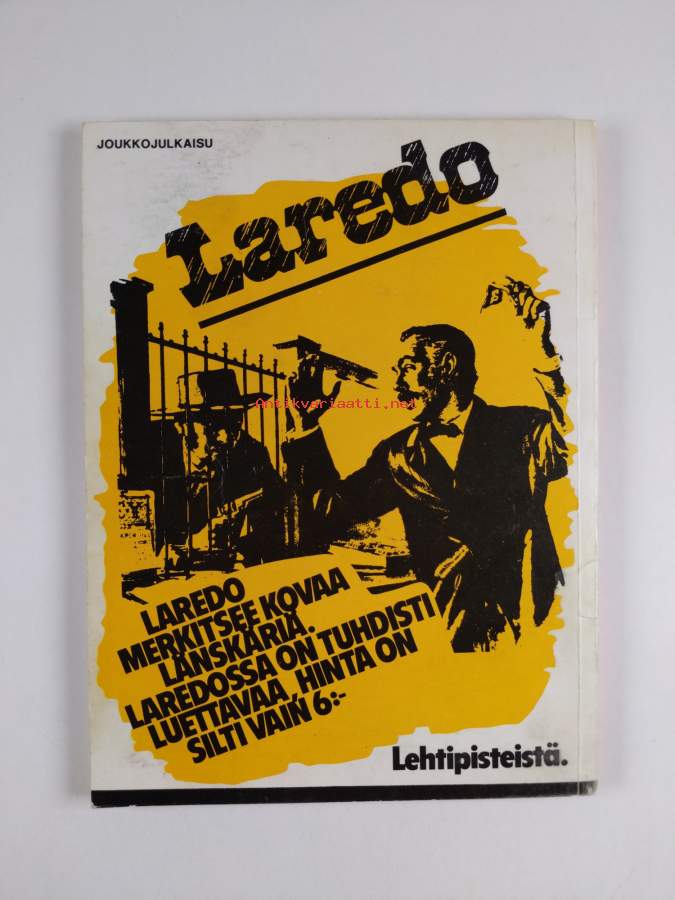 JOUKKOJULKAISU
Laredo
Antikvariaatti.net
LAREDO
MERKITSEE KOVAA
LÄNSKÄRIÄ.
LAREDOSSA ON TUHDISTI
LUETTAVAA, HINTA ON
SILTI VAIN 6:-
Lehtipisteistä.